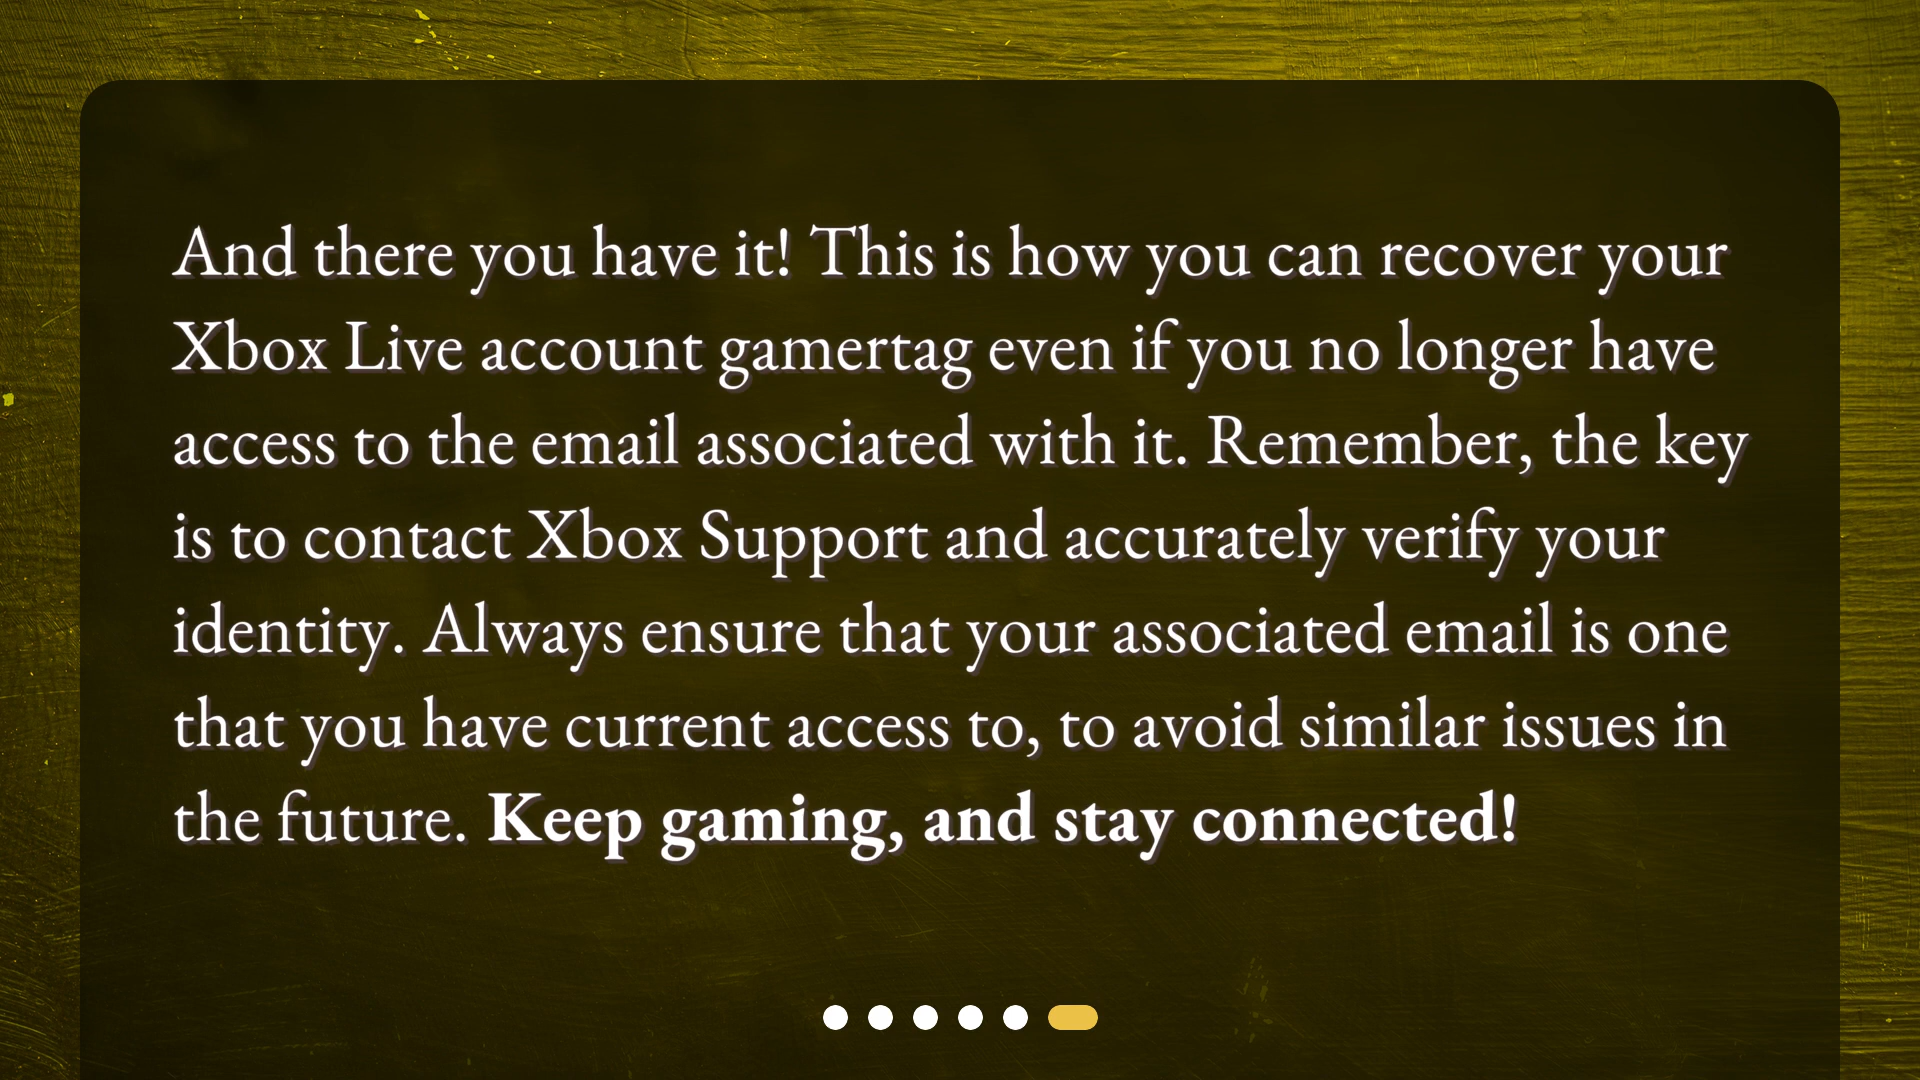 And there you have it! This is how you can recover your
Xbox Live account gamertag even if you no longer have
access to the email associated with it. Remember, the key
is to contact Xbox Support and accurately verify your
identity. Always ensure that your associated email is one
that you have current access to, to avoid similar issues in
the future. Keep gaming, and stay connected!